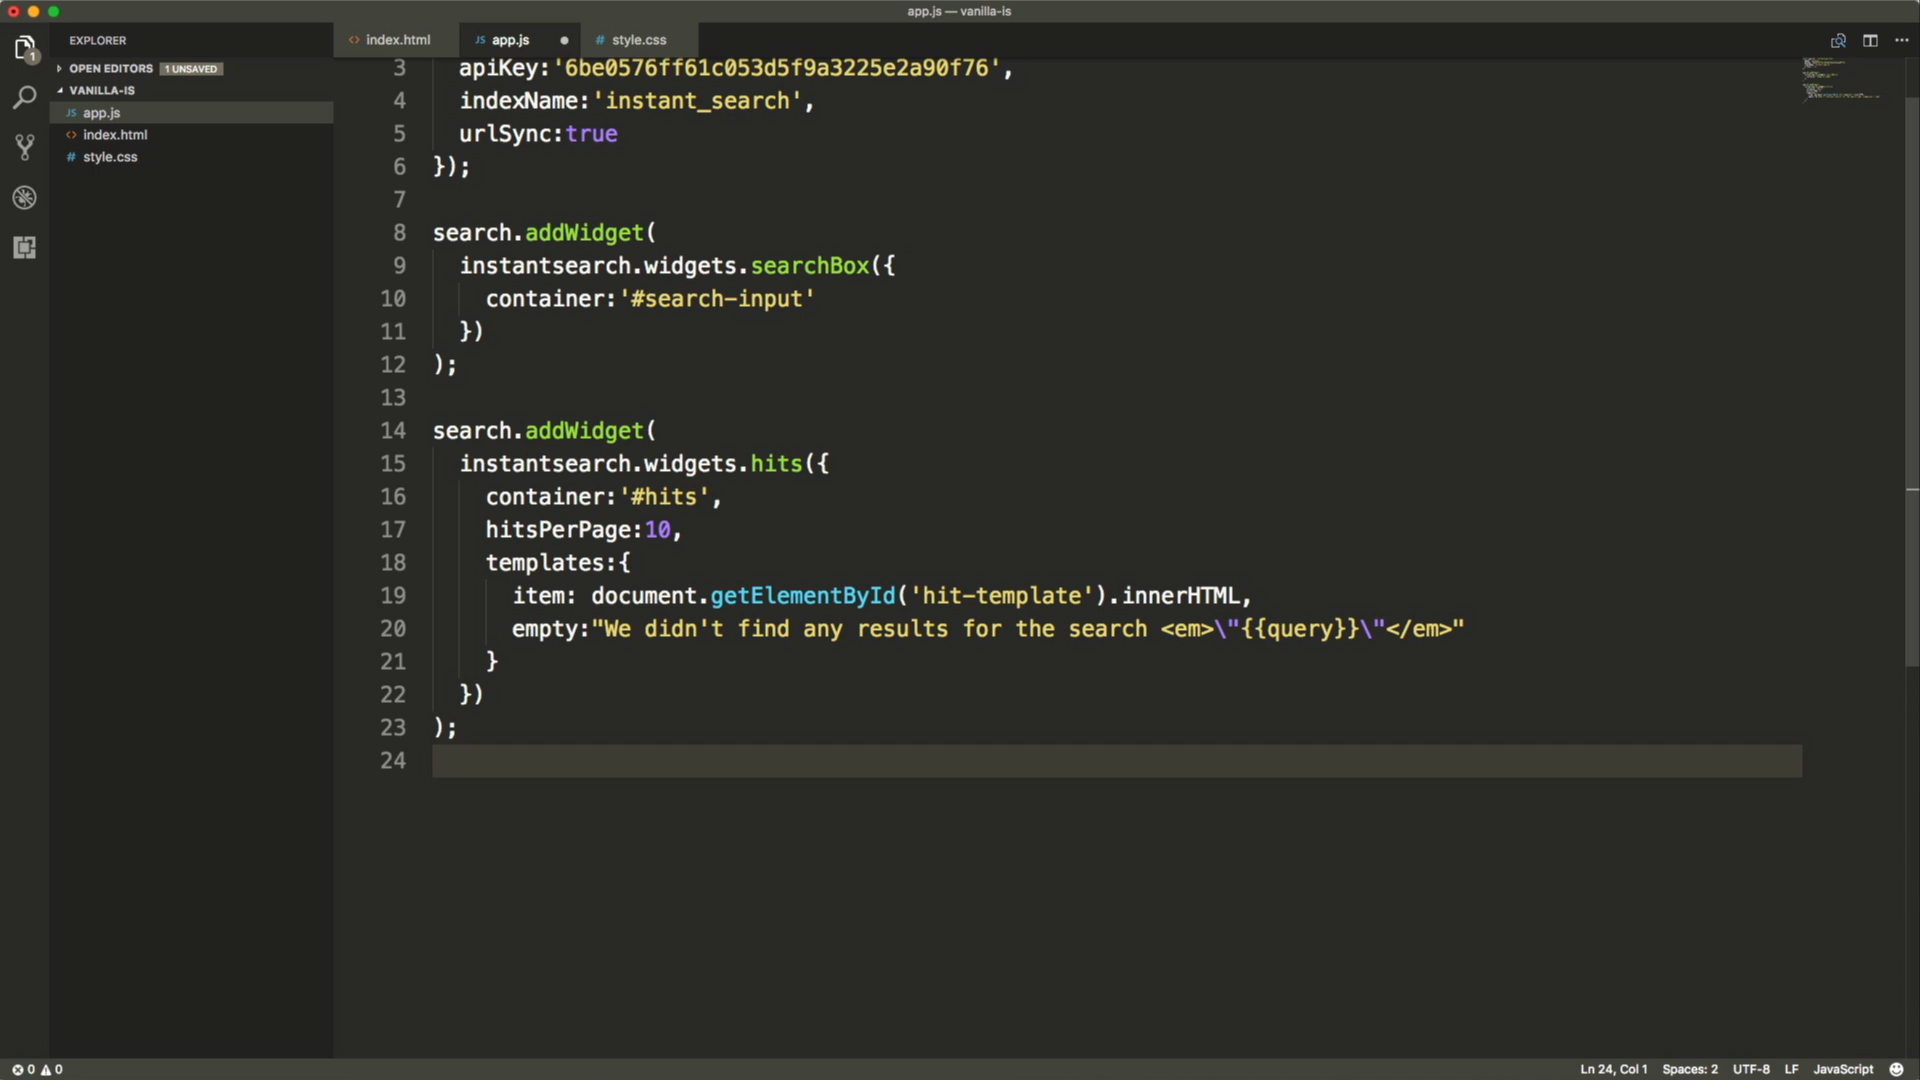 app.js — vanilla-is
EXPLORER
OPEN EDITORS 1 UNSAVED
VANILLA-IS
JS app.js
<> index.html
# style.css
1
<> index.html JS app.js ● # style.css
3 apiKey:'6be0576ff61c053d5f9a3225e2a90f76',
4 indexName:'instant_search',
5 urlSync:true
6 });
7
8 search.addWidget(
9 instantsearch.widgets.searchBox({
10 container:'#search-input'
11 })
12 );
13
14 search.addWidget(
15 instantsearch.widgets.hits({
16 container:'#hits',
17 hitsPerPage:10,
18 templates:{
19 item: document.getElementById('hit-template').innerHTML,
20 empty:"We didn't find any results for the search <em>\"{{query}}\"</em>"
21 }
22 })
23 );
24
0 0
Ln 24, Col 1 Spaces: 2 UTF-8 LF JavaScript